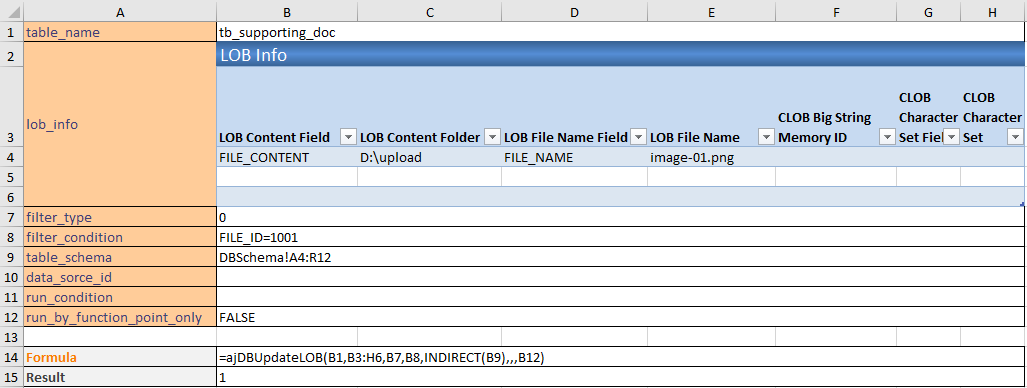 A B C D E F G H
1 table_name tb_supporting_doc
2 LOB Info
lob_info
3 LOB Content Field LOB Content Folder LOB File Name Field LOB File Name CLOB Big String Memory ID CLOB Character Set Fiel CLOB Character Set
4 FILE_CONTENT D:\upload FILE_NAME image-01.png
5
6
7 filter_type 0
8 filter_condition FILE_ID=1001
9 table_schema DBSchema!A4:R12
10 data_sorce_id
11 run_condition
12 run_by_function_point_only FALSE
13
14 Formula =ajDBUpdateLOB(B1,B3:H6,B7,B8,INDIRECT(B9),,,B12)
15 Result 1